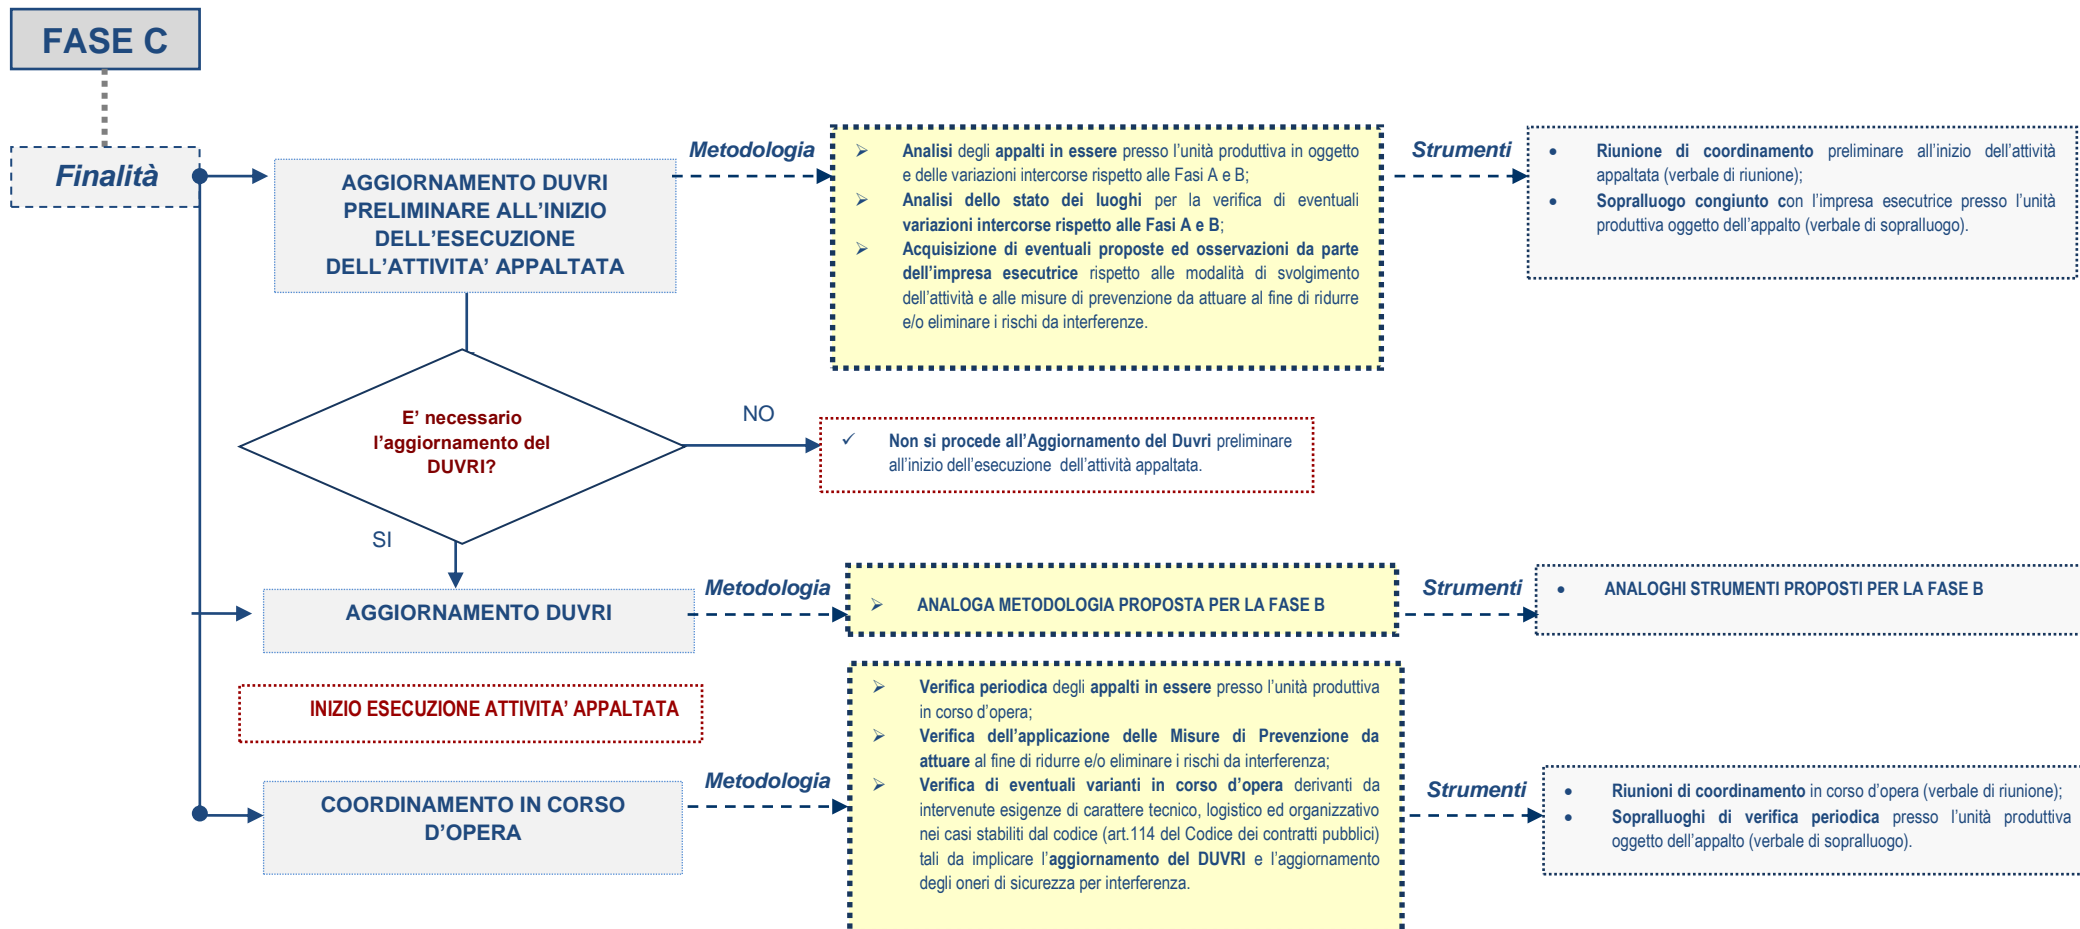 FASE C
Finalità
AGGIORNAMENTO DUVRI
PRELIMINARE ALL’INIZIO
DELL’ESECUZIONE
DELL’ATTIVITA’ APPALTATA
Metodologia
➢ Analisi degli appalti in essere presso l’unità produttiva in oggetto
e delle variazioni intercorse rispetto alle Fasi A e B;
➢ Analisi dello stato dei luoghi per la verifica di eventuali
variazioni intercorse rispetto alle Fasi A e B;
➢ Acquisizione di eventuali proposte ed osservazioni da parte
dell’impresa esecutrice rispetto alle modalità di svolgimento
dell’attività e alle misure di prevenzione da attuare al fine di ridurre
e/o eliminare i rischi da interferenze.
Strumenti
• Riunione di coordinamento preliminare all’inizio dell’attività
appaltata (verbale di riunione);
• Sopralluogo congiunto con l’impresa esecutrice presso l’unità
produttiva oggetto dell’appalto (verbale di sopralluogo).
E’ necessario
l’aggiornamento del
DUVRI?
NO
✓ Non si procede all’Aggiornamento del Duvri preliminare
all’inizio dell’esecuzione dell’attività appaltata.
SI
AGGIORNAMENTO DUVRI
Metodologia
➢ ANALOGA METODOLOGIA PROPOSTA PER LA FASE B
Strumenti
• ANALOGHI STRUMENTI PROPOSTI PER LA FASE B
INIZIO ESECUZIONE ATTIVITA’ APPALTATA
COORDINAMENTO IN CORSO
D’OPERA
Metodologia
➢ Verifica periodica degli appalti in essere presso l’unità produttiva
in corso d’opera;
➢ Verifica dell’applicazione delle Misure di Prevenzione da
attuare al fine di ridurre e/o eliminare i rischi da interferenza;
➢ Verifica di eventuali varianti in corso d’opera derivanti da
intervenute esigenze di carattere tecnico, logistico ed organizzativo
nei casi stabiliti dal codice (art.114 del Codice dei contratti pubblici)
tali da implicare l’aggiornamento del DUVRI e l’aggiornamento
degli oneri di sicurezza per interferenza.
Strumenti
• Riunioni di coordinamento in corso d’opera (verbale di riunione);
• Sopralluoghi di verifica periodica presso l’unità produttiva
oggetto dell’appalto (verbale di sopralluogo).